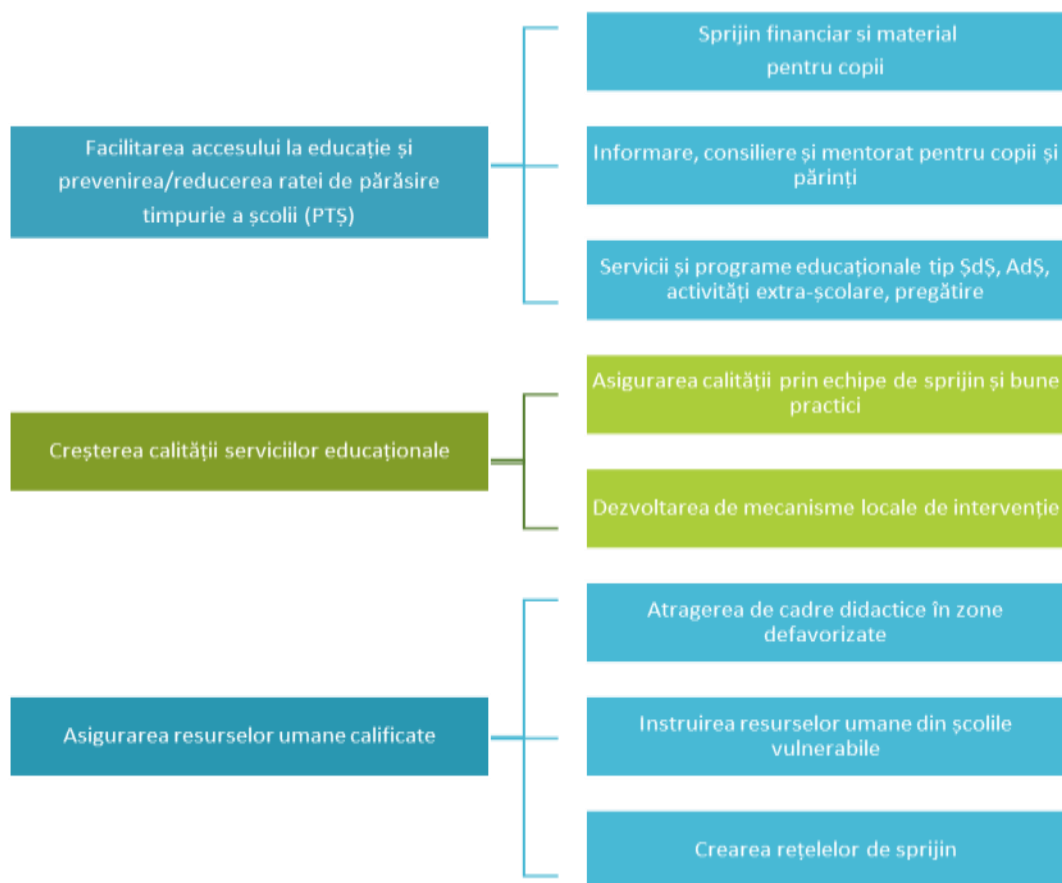 Facilitarea accesului la educație și
prevenirea/reducerea ratei de părăsire
timpurie a școlii (PTȘ)
Sprijin financiar si material
pentru copii
Informare, consiliere și mentorat pentru copii și
părinți
Servicii și programe educaționale tip ȘdȘ, AdȘ,
activități extra-școlare, pregătire
Creșterea calității serviciilor educaționale
Asigurarea calității prin echipe de sprijin și bune
practici
Dezvoltarea de mecanisme locale de intervenție
Asigurarea resurselor umane calificate
Atragerea de cadre didactice în zone
defavorizate
Instruirea resurselor umane din școlile
vulnerabile
Crearea rețelelor de sprijin